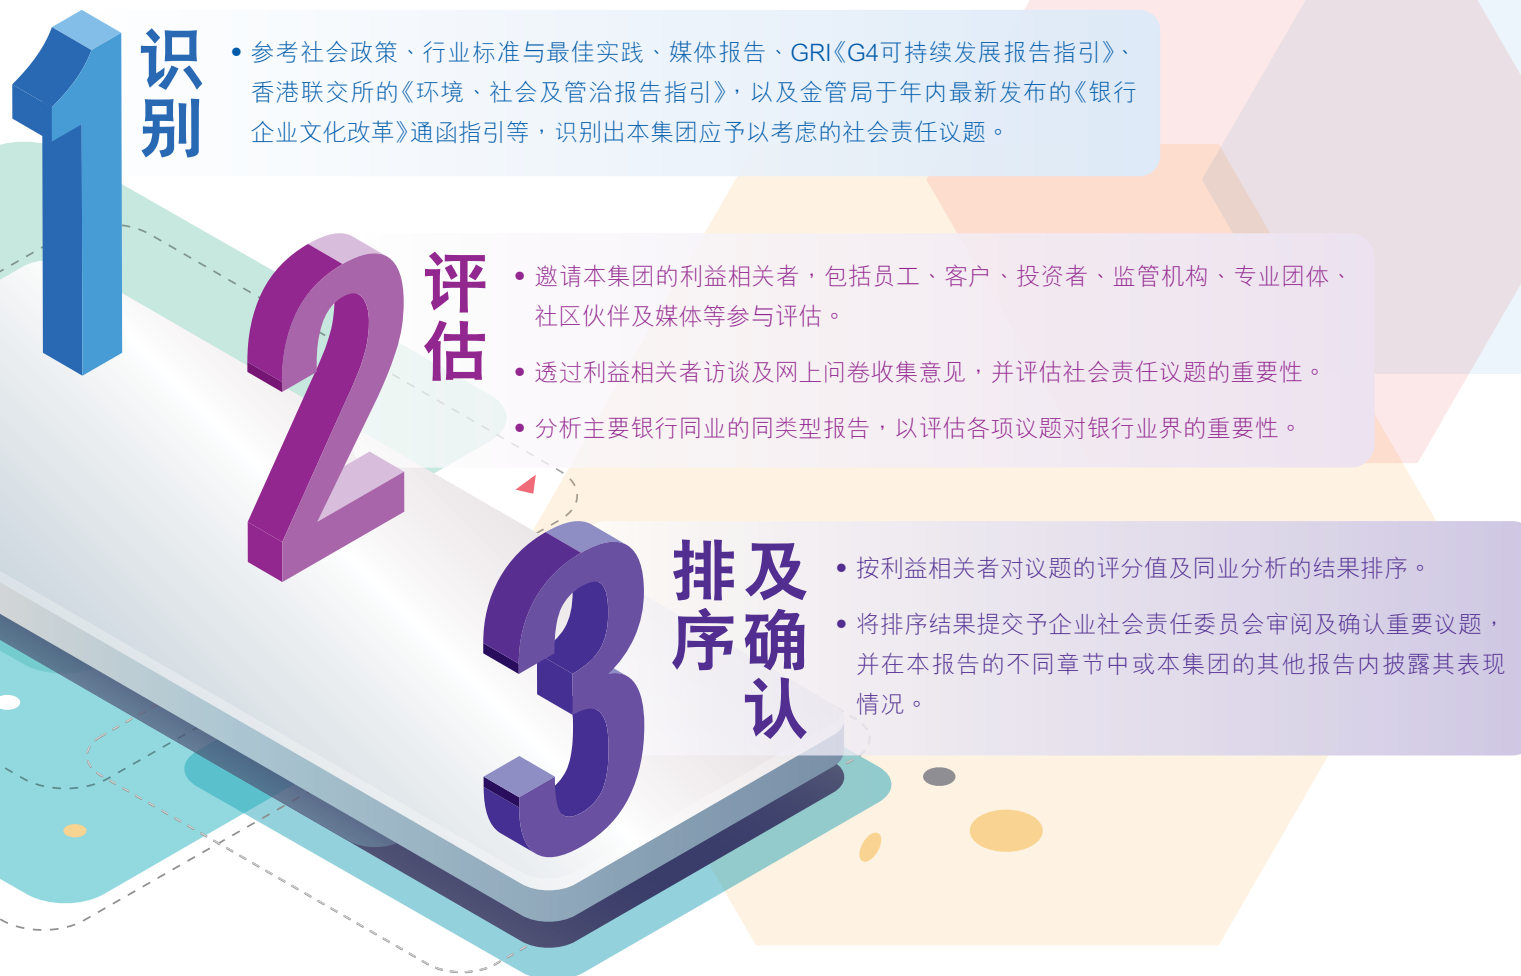 1
识别
• 参考社会政策、行业标准与最佳实践、媒体报告、GRI《G4可持续发展报告指引》、
香港联交所的《环境、社会及管治报告指引》，以及金管局于年内最新发布的《银行
企业文化改革》通函指引等，识别出本集团应予以考虑的社会责任议题。
2
评估
• 邀请本集团的利益相关者，包括员工、客户、投资者、监管机构、专业团体、
社区伙伴及媒体等参与评估。
• 透过利益相关者访谈及网上问卷收集意见，并评估社会责任议题的重要性。
• 分析主要银行同业的同类型报告，以评估各项议题对银行业界的重要性。
3
排序
及确认
• 按利益相关者对议题的评分值及同业分析的结果排序。
• 将排序结果提交予企业社会责任委员会审阅及确认重要议题，
并在本报告的不同章节中或本集团的其他报告内披露其表现
情况。